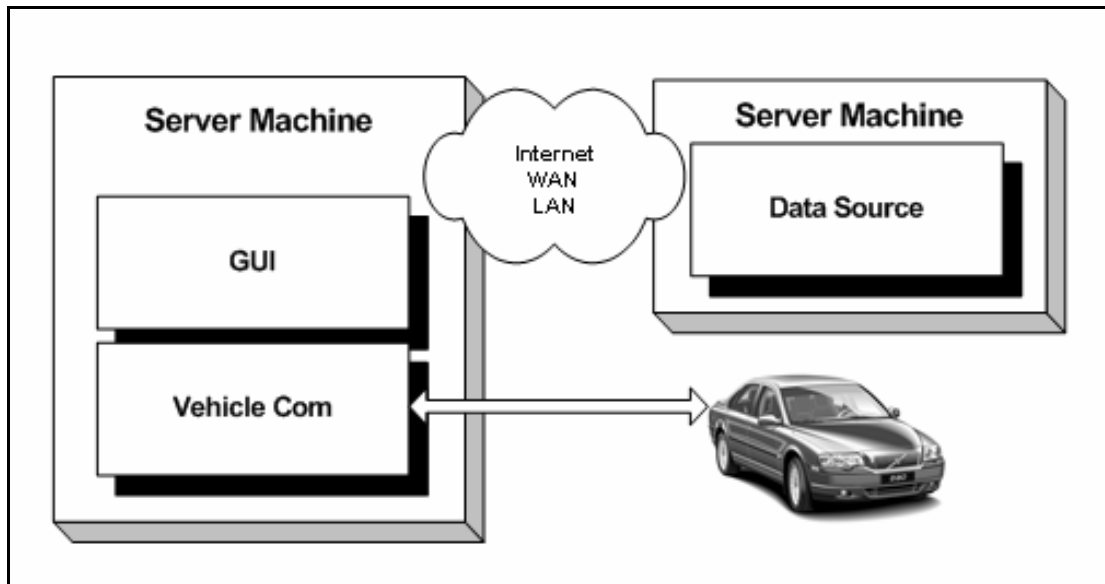 Server Machine
GUI
Vehicle Com
Internet
WAN
LAN
Server Machine
Data Source